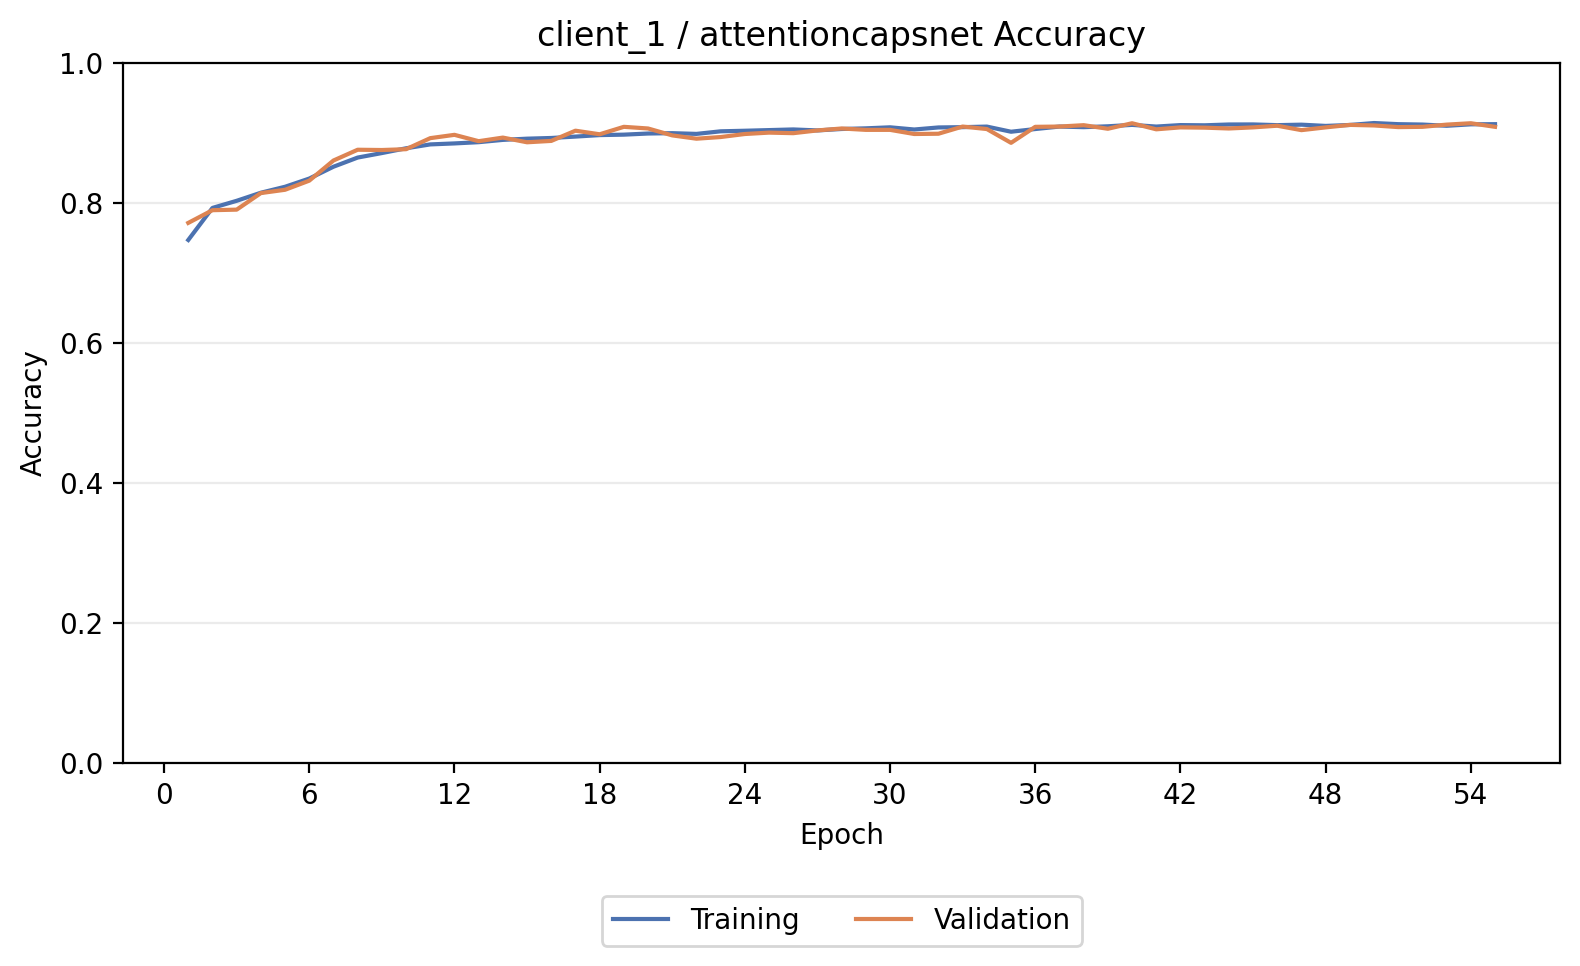 client_1 / attentioncapsnet Accuracy
1.0
0.8
0.6
0.4
0.2
0.0
Accuracy
0 6 12 18 24 30 36 42 48 54
Epoch
Training Validation